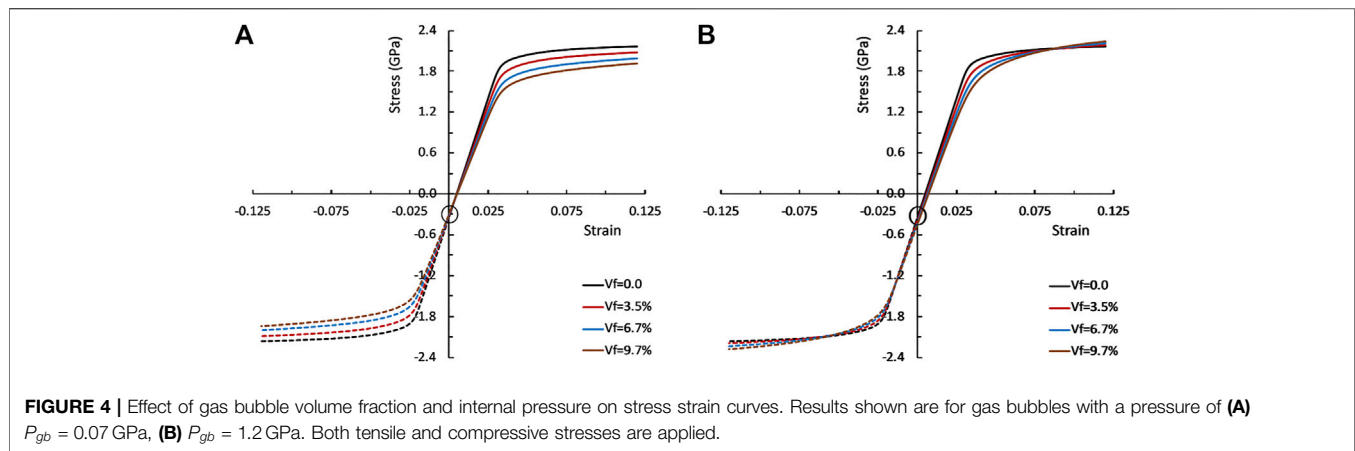 A
Stress (GPa)
2.4
1.8
1.2
0.6
0.0
-0.125 -0.075 -0.025 0.025 0.075 0.125
-0.6
Strain
-1.2
-1.8
-2.4
Vf=0.0
Vf=3.5%
Vf=6.7%
Vf=9.7%
B
Stress (GPa)
2.4
1.8
1.2
0.6
0.0
-0.125 -0.075 -0.025 0.025 0.075 0.125
-0.6
Strain
-1.2
-1.8
-2.4
Vf=0.0
Vf=3.5%
Vf=6.7%
Vf=9.7%
FIGURE 4 | Effect of gas bubble volume fraction and internal pressure on stress strain curves. Results shown are for gas bubbles with a pressure of (A)
Pgb = 0.07 GPa, (B) Pgb = 1.2 GPa. Both tensile and compressive stresses are applied.